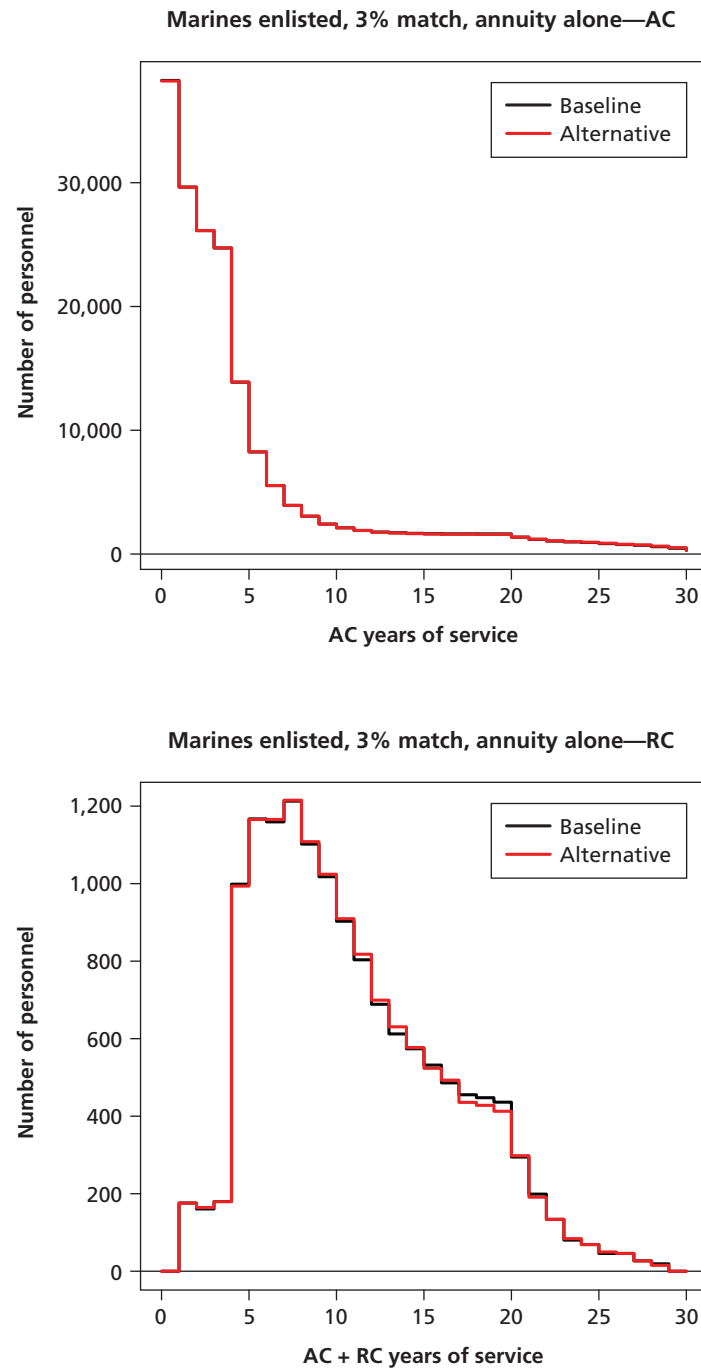 Marines enlisted, 3% match, annuity alone—AC
Baseline
Alternative
Number of personnel
30,000
20,000
10,000
0
0 5 10 15 20 25 30
AC years of service
Marines enlisted, 3% match, annuity alone—RC
Baseline
Alternative
Number of personnel
1,200
1,000
800
600
400
200
0
0 5 10 15 20 25 30
AC + RC years of service